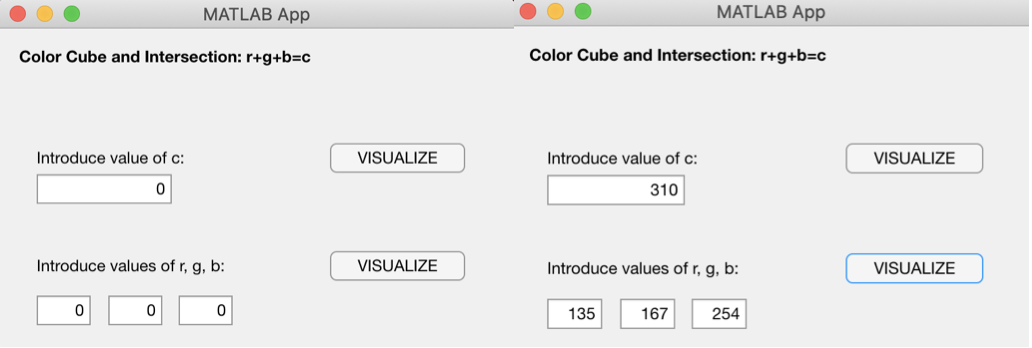 MATLAB App
Color Cube and Intersection: r+g+b=c
Introduce value of c:
VISUALIZE
0
Introduce values of r, g, b:
VISUALIZE
0 0 0
MATLAB App
Color Cube and Intersection: r+g+b=c
Introduce value of c:
VISUALIZE
310
Introduce values of r, g, b:
VISUALIZE
135 167 254